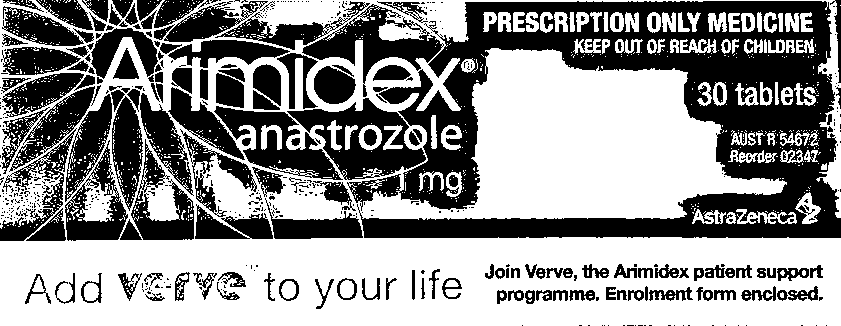 PRESCRIPTION ONLY MEDICINE
KEEP OUT OF REACH OF CHILDREN
Arimidex®
anastrozole
1 mg
30 tablets
AUST R 54672
Reorder 02347
AstraZeneca
Add verve™ to your life
Join Verve, the Arimidex patient support
programme. Enrolment form enclosed.